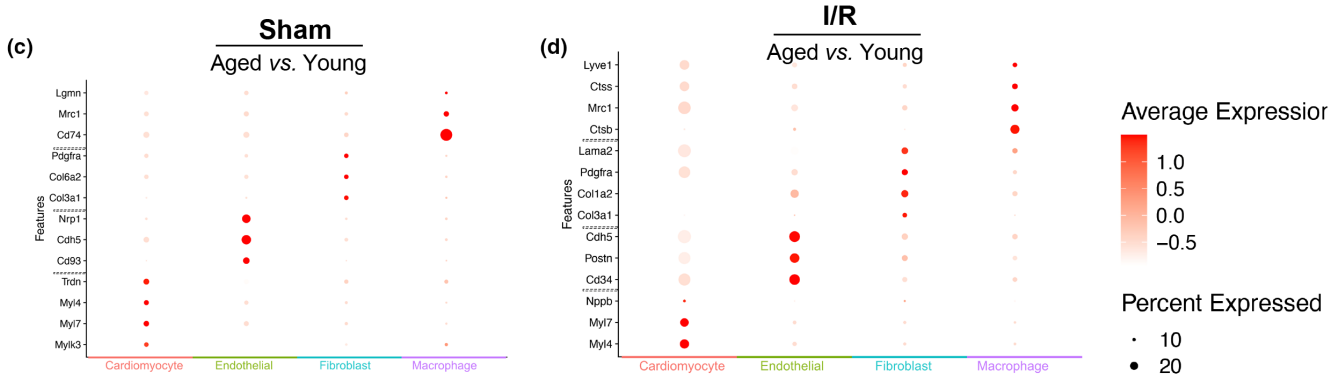 (c)
Sham
Aged vs. Young
Features
Lgmn
Mrc1
Cd74
Pdgfra
Col6a2
Col3a1
Nrp1
Cdh5
Cd93
Trdn
Myl4
Myl7
Mylk3
Cardiomyocyte Endothelial Fibroblast Macrophage
(d)
I/R
Aged vs. Young
Features
Lyve1
Ctss
Mrc1
Ctsb
Lama2
Pdgfra
Col1a2
Col3a1
Cdh5
Postn
Cd34
Nppb
Myl7
Myl4
Cardiomyocyte Endothelial Fibroblast Macrophage
Average Expression
1.0
0.5
0.0
−0.5
Percent Expressed
10
20